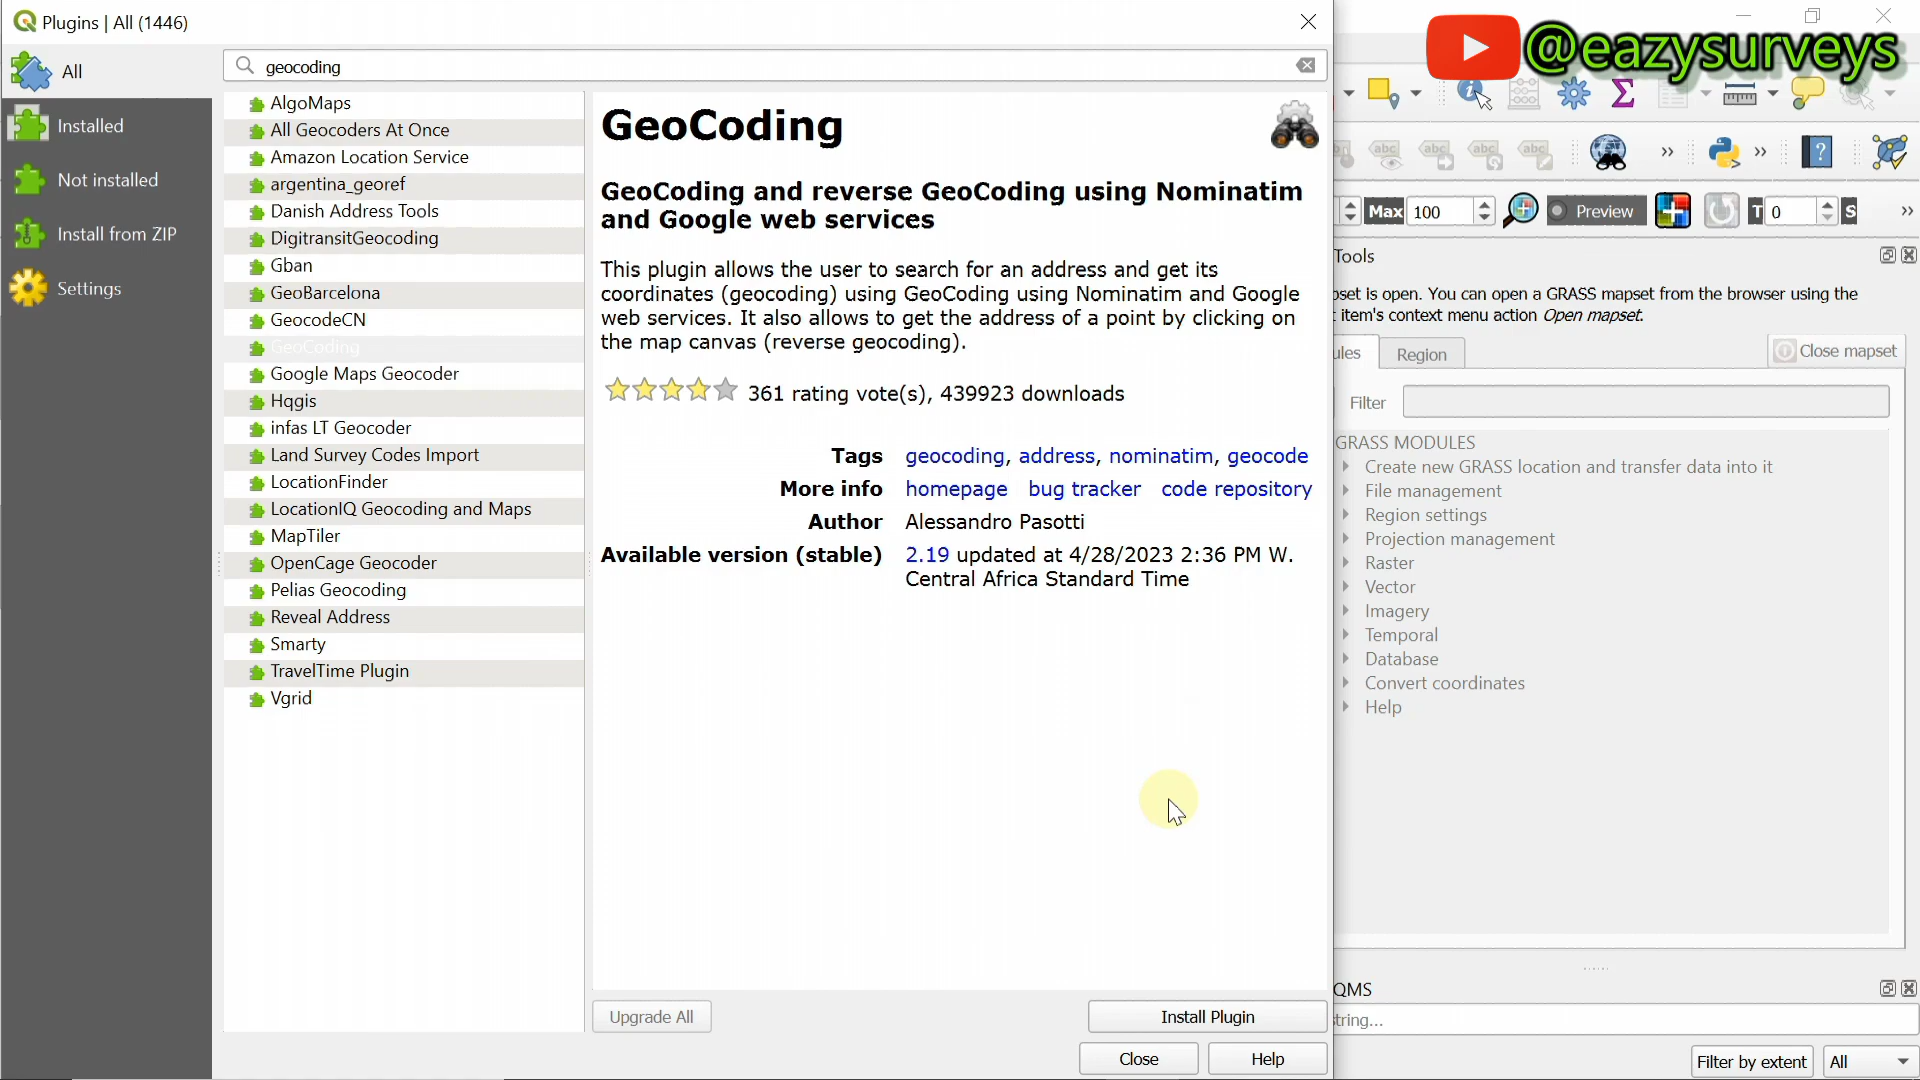 Plugins | All (1446)
@eazysurveys
All
geocoding
Installed
Not installed
Install from ZIP
Settings
AlgoMaps
All Geocoders At Once
Amazon Location Service
argentina_georef
Danish Address Tools
DigitransitGeocoding
Gban
GeoBarcelona
GeocodeCN
GeoCoding
Google Maps Geocoder
Hqgis
infas LT Geocoder
Land Survey Codes Import
LocationFinder
LocationIQ Geocoding and Maps
MapTiler
OpenCage Geocoder
Pelias Geocoding
Reveal Address
Smarty
TravelTime Plugin
Vgrid
GeoCoding
GeoCoding and reverse GeoCoding using Nominatim
and Google web services
This plugin allows the user to search for an address and get its
coordinates (geocoding) using GeoCoding using Nominatim and Google
web services. It also allows to get the address of a point by clicking on
the map canvas (reverse geocoding).
361 rating vote(s), 439923 downloads
Tags geocoding, address, nominatim, geocode
More info homepage bug tracker code repository
Author Alessandro Pasotti
Available version (stable) 2.19 updated at 4/28/2023 2:36 PM W.
Central Africa Standard Time
Upgrade All
Install Plugin
Close
Help
abc abc abc abc
Max 100 Preview T 0 S
Tools
pset is open. You can open a GRASS mapset from the browser using the
item's context menu action Open mapset.
ules Region Close mapset
Filter
GRASS MODULES
Create new GRASS location and transfer data into it
File management
Region settings
Projection management
Raster
Vector
Imagery
Temporal
Database
Convert coordinates
Help
QMS
tring...
Filter by extent All